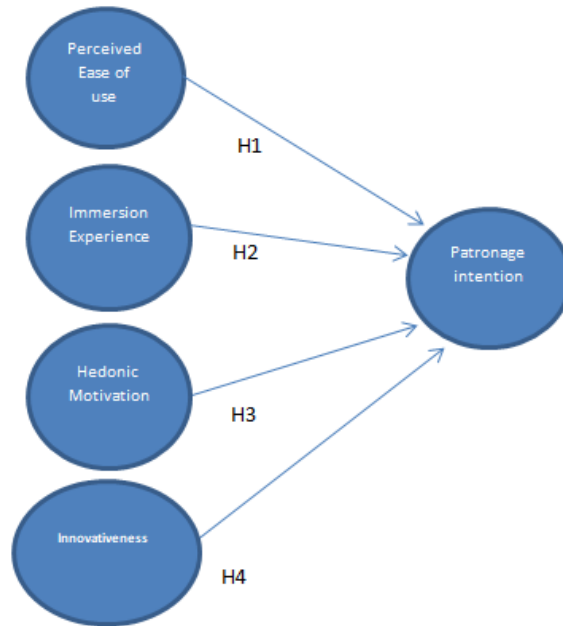 Perceived
Ease of
use
H1
Immersion
Experience
H2
Patronage
intention
Hedonic
Motivation
H3
Innovativeness
H4